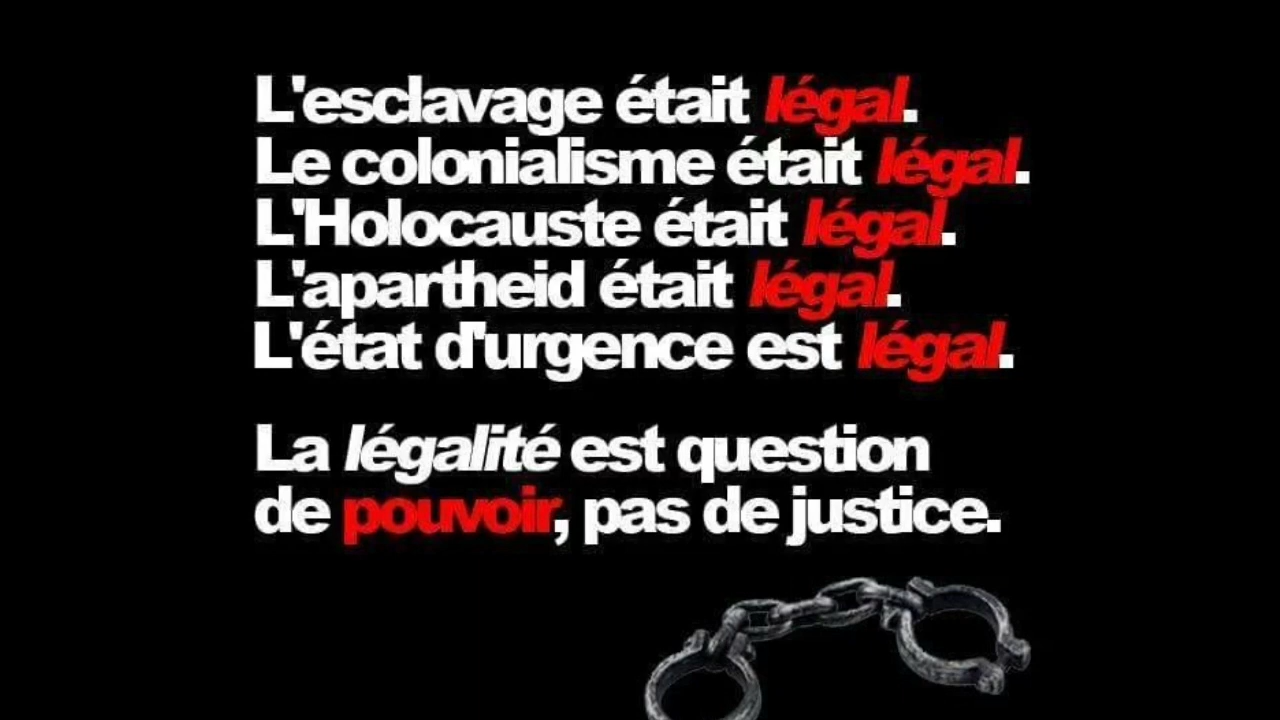 L'esclavage était légal.
Le colonialisme était légal.
L'Holocauste était légal.
L'apartheid était légal.
L'état d'urgence est légal.
La légalité est question
de pouvoir, pas de justice.